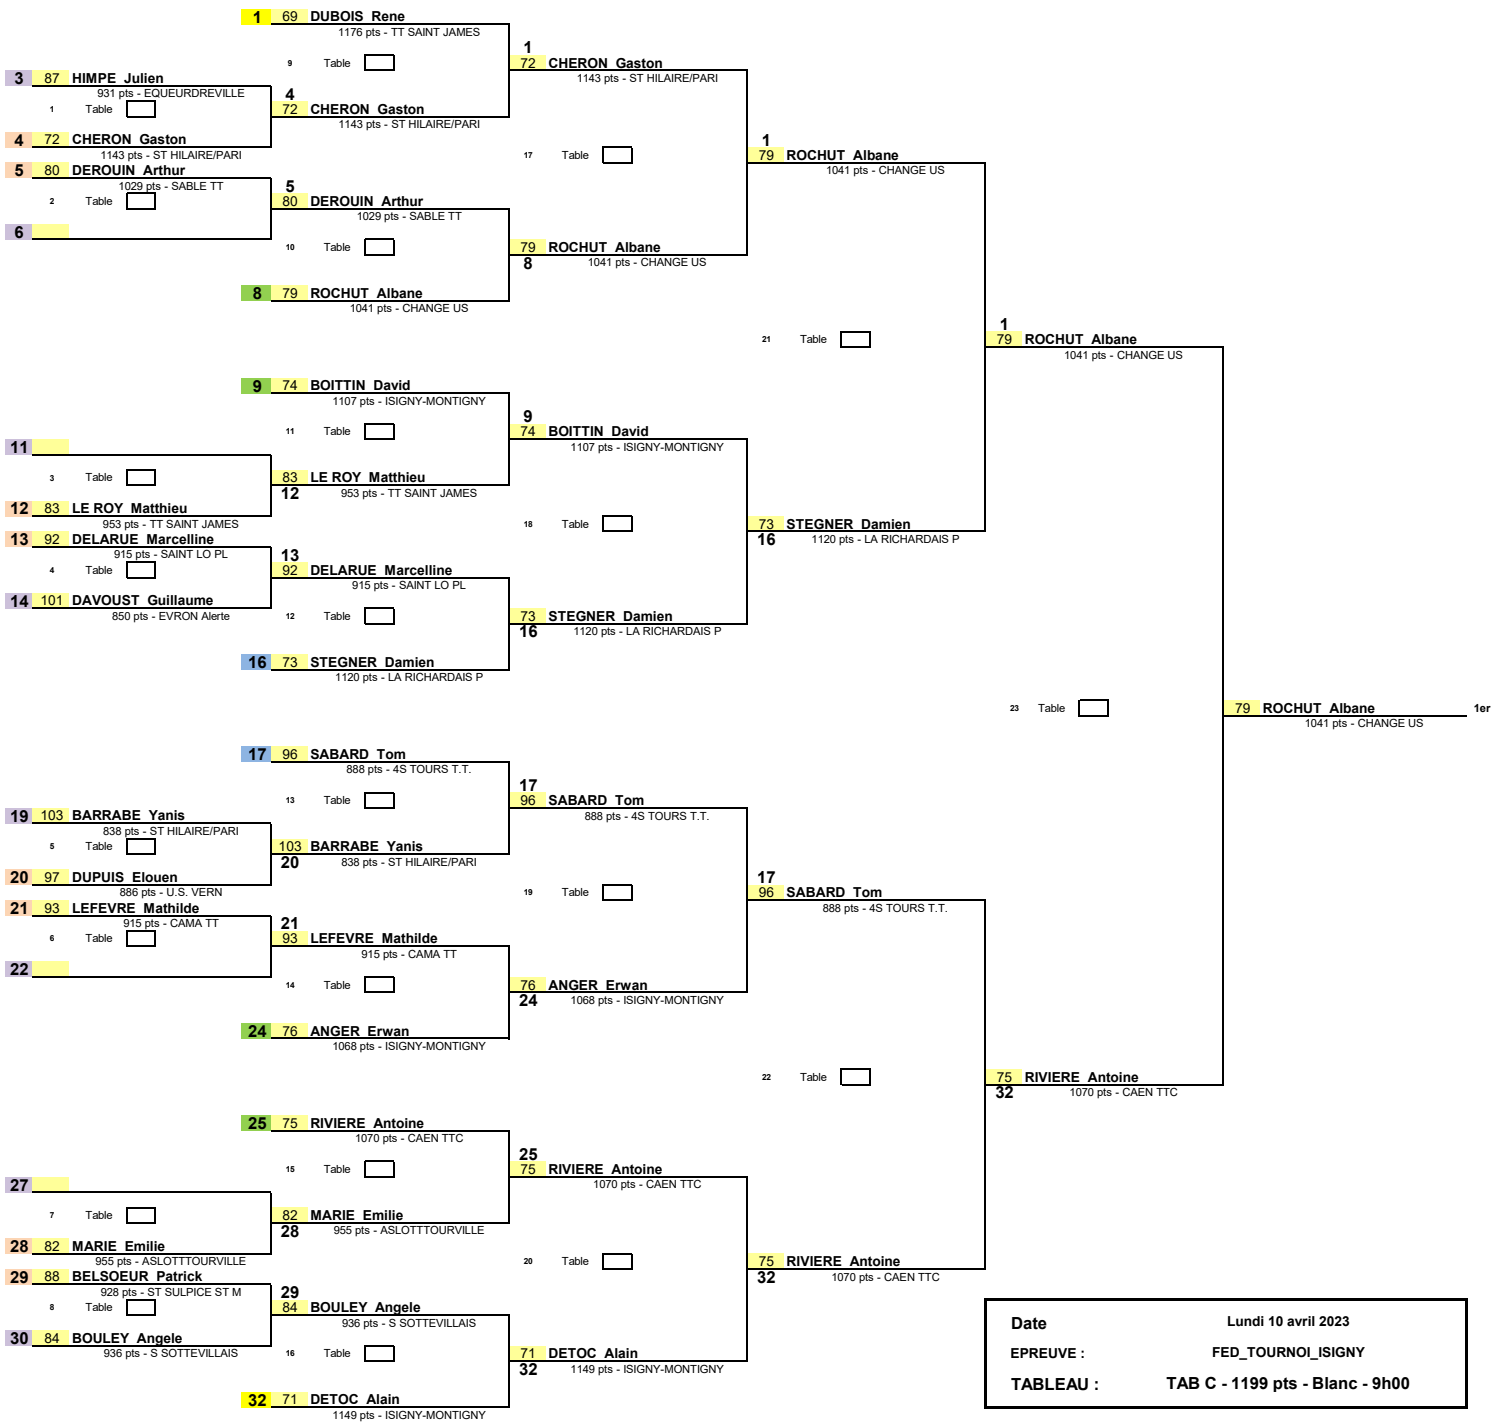 1 69 DUBOIS Rene
1176 pts - TT SAINT JAMES
1
9 Table
72 CHERON Gaston
3 87 HIMPE Julien
1143 pts - ST HILAIRE/PARI
931 pts - EQUEURDREVILLE
4
1 Table
72 CHERON Gaston
1143 pts - ST HILAIRE/PARI
4 72 CHERON Gaston
1
1143 pts - ST HILAIRE/PARI
17 Table
79 ROCHUT Albane
5 80 DEROUIN Arthur
1041 pts - CHANGE US
1029 pts - SABLE TT
5
2 Table
80 DEROUIN Arthur
1029 pts - SABLE TT
6
10 Table
79 ROCHUT Albane
8
1041 pts - CHANGE US
8 79 ROCHUT Albane
1041 pts - CHANGE US
1
21 Table
79 ROCHUT Albane
1041 pts - CHANGE US
9 74 BOITTIN David
1107 pts - ISIGNY-MONTIGNY
9
11 Table
74 BOITTIN David
11
1107 pts - ISIGNY-MONTIGNY
3 Table
83 LE ROY Matthieu
12
953 pts - TT SAINT JAMES
12 83 LE ROY Matthieu
953 pts - TT SAINT JAMES
18 Table
73 STEGNER Damien
16
1120 pts - LA RICHARDAIS P
13 92 DELARUE Marcelline
915 pts - SAINT LO PL
13
4 Table
92 DELARUE Marcelline
915 pts - SAINT LO PL
14 101 DAVOUST Guillaume
850 pts - EVRON Alerte
12 Table
73 STEGNER Damien
16
1120 pts - LA RICHARDAIS P
16 73 STEGNER Damien
1120 pts - LA RICHARDAIS P
23 Table
79 ROCHUT Albane
1er
1041 pts - CHANGE US
17 96 SABARD Tom
888 pts - 4S TOURS T.T.
17
13 Table
96 SABARD Tom
888 pts - 4S TOURS T.T.
19 103 BARRABE Yanis
838 pts - ST HILAIRE/PARI
5 Table
103 BARRABE Yanis
20
838 pts - ST HILAIRE/PARI
20 97 DUPUIS Elouen
886 pts - U.S. VERN
17
19 Table
96 SABARD Tom
888 pts - 4S TOURS T.T.
21 93 LEFEVRE Mathilde
915 pts - CAMA TT
21
6 Table
93 LEFEVRE Mathilde
915 pts - CAMA TT
22
14 Table
76 ANGER Erwan
24
1068 pts - ISIGNY-MONTIGNY
24 76 ANGER Erwan
1068 pts - ISIGNY-MONTIGNY
22 Table
75 RIVIERE Antoine
32
1070 pts - CAEN TTC
25 75 RIVIERE Antoine
1070 pts - CAEN TTC
25
15 Table
75 RIVIERE Antoine
1070 pts - CAEN TTC
27
7 Table
82 MARIE Emilie
28
955 pts - ASLOTTTOURVILLE
28 82 MARIE Emilie
955 pts - ASLOTTTOURVILLE
20 Table
75 RIVIERE Antoine
32
1070 pts - CAEN TTC
29 88 BELSOEUR Patrick
928 pts - ST SULPICE ST M
29
8 Table
84 BOULEY Angele
936 pts - S SOTTEVILLAIS
30 84 BOULEY Angele
936 pts - S SOTTEVILLAIS
16 Table
71 DETOC Alain
32
1149 pts - ISIGNY-MONTIGNY
32 71 DETOC Alain
1149 pts - ISIGNY-MONTIGNY
Date Lundi 10 avril 2023
EPREUVE : FED_TOURNOI_ISIGNY
TABLEAU : TAB C - 1199 pts - Blanc - 9h00